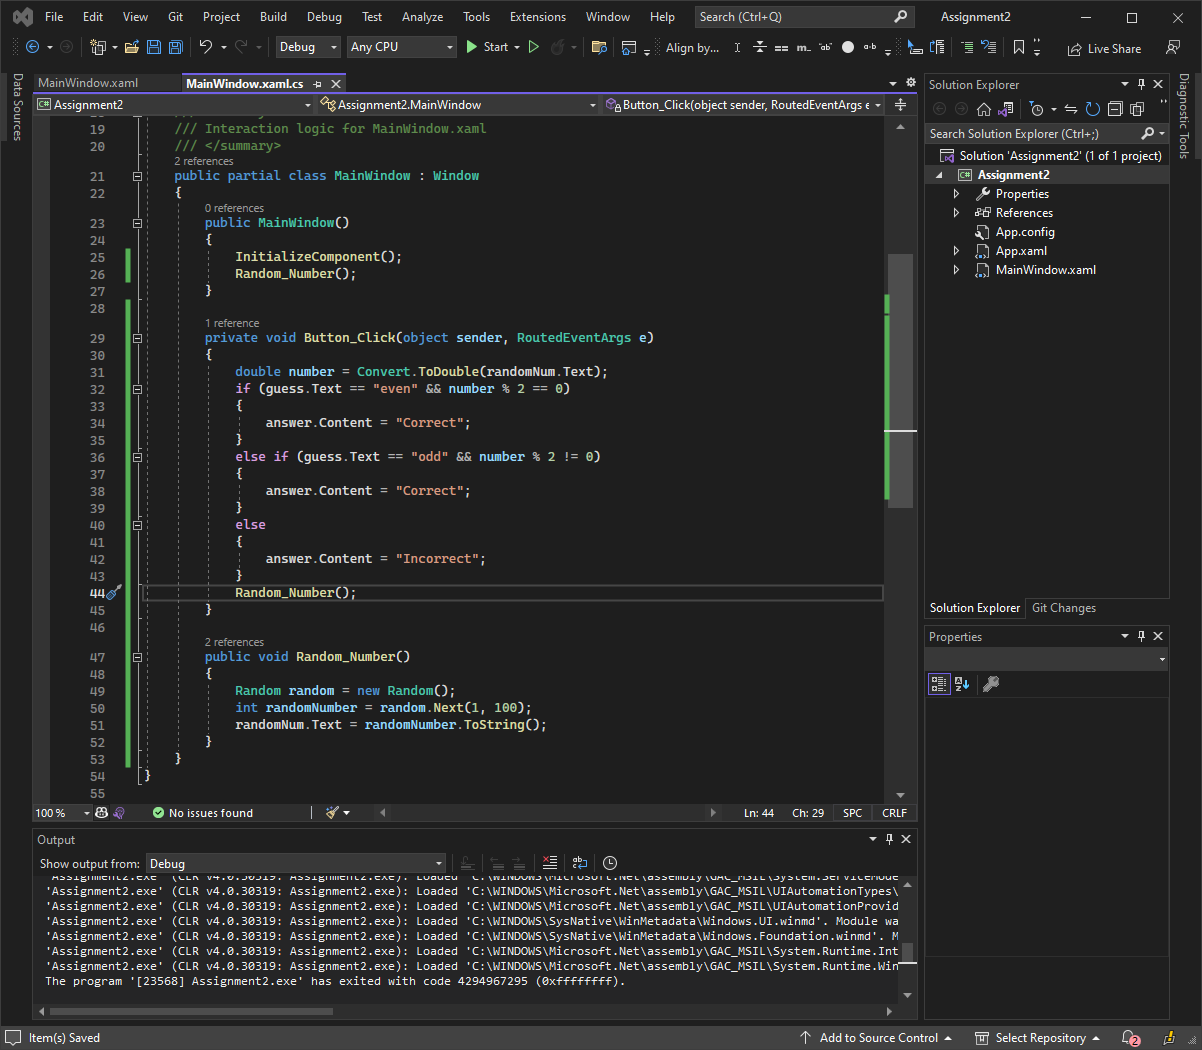 File Edit View Git Project Build Debug Test Analyze Tools Extensions Window Help Search (Ctrl+Q) Assignment2
Debug Any CPU Start Align by... Live Share
Data Sources
MainWindow.xaml MainWindow.xaml.cs
Assignment2 Assignment2.MainWindow Button_Click(object sender, RoutedEventArgs e
19 /// Interaction logic for MainWindow.xaml
20 /// </summary>
2 references
21 public partial class MainWindow : Window
22 {
0 references
23 public MainWindow()
24 {
25 InitializeComponent();
26 Random_Number();
27 }
28
1 reference
29 private void Button_Click(object sender, RoutedEventArgs e)
30 {
31 double number = Convert.ToDouble(randomNum.Text);
32 if (guess.Text == "even" && number % 2 == 0)
33 {
34 answer.Content = "Correct";
35 }
36 else if (guess.Text == "odd" && number % 2 != 0)
37 {
38 answer.Content = "Correct";
39 }
40 else
41 {
42 answer.Content = "Incorrect";
43 }
44 Random_Number();
45 }
46
2 references
47 public void Random_Number()
48 {
49 Random random = new Random();
50 int randomNumber = random.Next(1, 100);
51 randomNum.Text = randomNumber.ToString();
52 }
53 }
54 }
55
100 % No issues found Ln: 44 Ch: 29 SPC CRLF
Output
Show output from: Debug
'Assignment2.exe' (CLR v4.0.30319: Assignment2.exe): Loaded 'C:\WINDOWS\Microsoft.Net\assembly\GAC_MSIL\System.ServiceMode
'Assignment2.exe' (CLR v4.0.30319: Assignment2.exe): Loaded 'C:\WINDOWS\Microsoft.Net\assembly\GAC_MSIL\UIAutomationTypes\
'Assignment2.exe' (CLR v4.0.30319: Assignment2.exe): Loaded 'C:\WINDOWS\Microsoft.Net\assembly\GAC_MSIL\UIAutomationProvid
'Assignment2.exe' (CLR v4.0.30319: Assignment2.exe): Loaded 'C:\WINDOWS\SysNative\WinMetadata\Windows.UI.winmd'. Module wa
'Assignment2.exe' (CLR v4.0.30319: Assignment2.exe): Loaded 'C:\WINDOWS\SysNative\WinMetadata\Windows.Foundation.winmd'. M
'Assignment2.exe' (CLR v4.0.30319: Assignment2.exe): Loaded 'C:\WINDOWS\Microsoft.Net\assembly\GAC_MSIL\System.Runtime.Int
'Assignment2.exe' (CLR v4.0.30319: Assignment2.exe): Loaded 'C:\WINDOWS\Microsoft.Net\assembly\GAC_MSIL\System.Runtime.Win
The program '[23568] Assignment2.exe' has exited with code 4294967295 (0xffffffff).
Solution Explorer
Search Solution Explorer (Ctrl+;)
Solution 'Assignment2' (1 of 1 project)
C# Assignment2
Properties
References
App.config
App.xaml
MainWindow.xaml
Solution Explorer Git Changes
Properties
Diagnostic Tools
Item(s) Saved Add to Source Control Select Repository 2